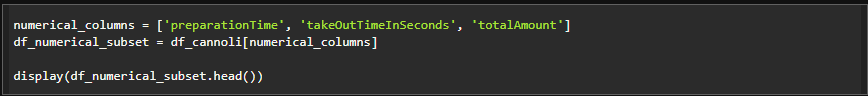 numerical_columns = ['preparationTime', 'takeOutTimeInSeconds', 'totalAmount']
df_numerical_subset = df_cannoli[numerical_columns]
display(df_numerical_subset.head())